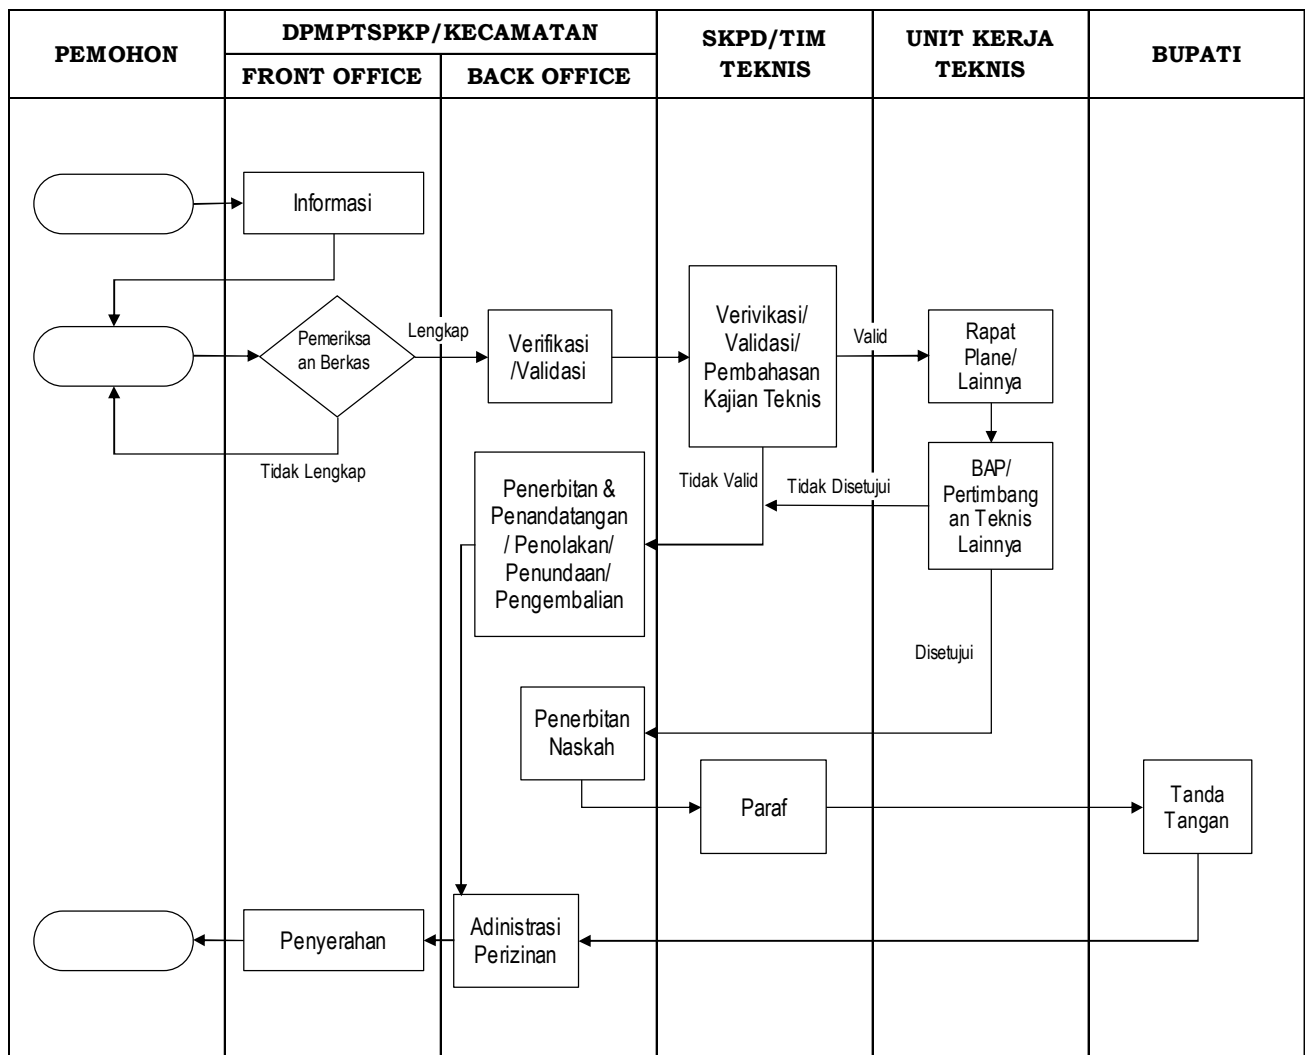 PEMOHON
DPMPTSPKP/KECAMATAN
FRONT OFFICE
BACK OFFICE
SKPD/TIM
TEKNIS
UNIT KERJA
TEKNIS
BUPATI
Informasi
Pemeriksa
an Berkas
Lengkap
Tidak Lengkap
Verifikasi
/Validasi
Verivikasi/
Validasi/
Pembahasan
Kajian Teknis
Valid
Rapat
Plane/
Lainnya
Tidak Valid
Tidak Disetujui
BAP/
Pertimbang
an Teknis
Lainnya
Penerbitan &
Penandatangan
/ Penolakan/
Penundaan/
Pengembalian
Disetujui
Penerbitan
Naskah
Paraf
Tanda
Tangan
Penyerahan
Adinistrasi
Perizinan